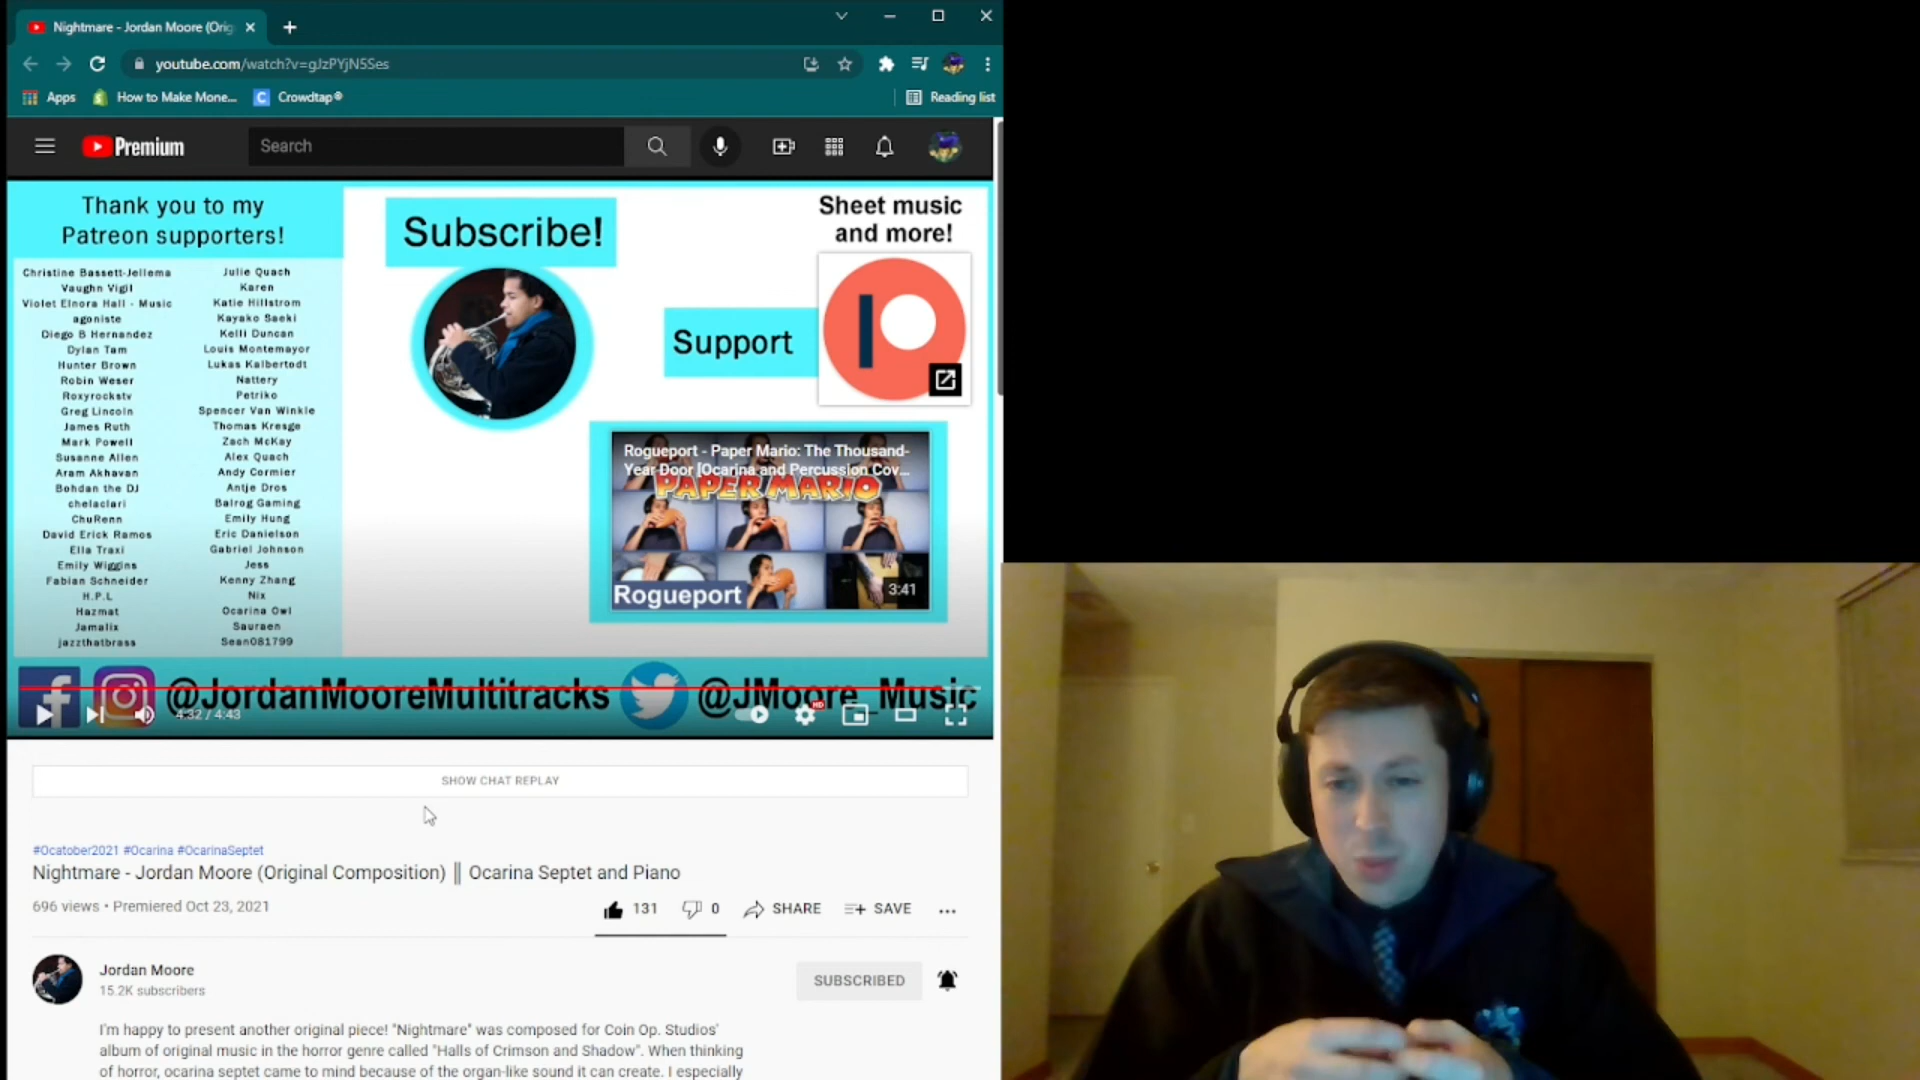 Nightmare - Jordan Moore (Orig
youtube.com/watch?v=gJzPYjN5Ses
Apps
How to Make Mone...
Crowdtap®
Reading list
Premium
Search
Thank you to my
Patreon supporters!
Christine Bassett-Jellema
Vaughn Vigil
Violet Elnora Hall - Music
agoniste
Diego B Hernandez
Dylan Tam
Hunter Brown
Robin Weser
Roxyrockstv
Greg Lincoln
James Ruth
Mark Powell
Susanne Allen
Aram Akhavan
Bohdan the DJ
chelaclari
ChuRenn
David Erick Ramos
Ella Traxi
Emily Wiggins
Fabian Schneider
H.P.L
Hazmat
Jamalix
jazzthatbrass
Julie Quach
Karen
Katie Hillstrom
Kayako Saeki
Kelli Duncan
Louis Montemayor
Lukas Kalbertodt
Nattery
Petriko
Spencer Van Winkle
Thomas Kresge
Zach McKay
Alex Quach
Andy Cormier
Antje Dros
Balrog Gaming
Emily Hung
Eric Danielson
Gabriel Johnson
Jess
Kenny Zhang
Nix
Ocarina Owl
Sauraen
Sean081799
Subscribe!
Sheet music
and more!
Support
Rogueport - Paper Mario: The Thousand-
Year Door [Ocarina and Percussion Cov...
PAPER MARIO
Rogueport
3:41
@JordanMooreMultitracks
@JMoore_Music
4:32 / 4:43
HD
SHOW CHAT REPLAY
#Ocatober2021 #Ocarina #OcarinaSeptet
Nightmare - Jordan Moore (Original Composition) ║ Ocarina Septet and Piano
696 views • Premiered Oct 23, 2021
131
0
SHARE
SAVE
Jordan Moore
15.2K subscribers
SUBSCRIBED
I'm happy to present another original piece! "Nightmare" was composed for Coin Op. Studios'
album of original music in the horror genre called "Halls of Crimson and Shadow". When thinking
of horror, ocarina septet came to mind because of the organ-like sound it can create. I especially